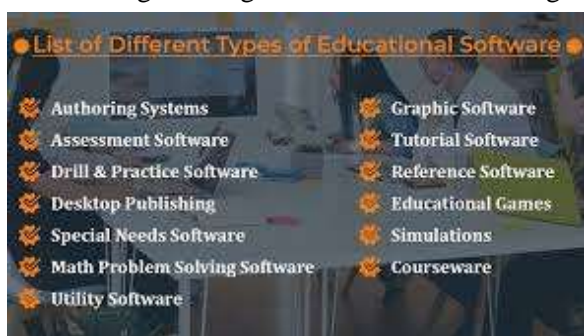 List of Different Types of Educational Software
Authoring Systems
Assessment Software
Drill & Practice Software
Desktop Publishing
Special Needs Software
Math Problem Solving Software
Utility Software
Graphic Software
Tutorial Software
Reference Software
Educational Games
Simulations
Courseware